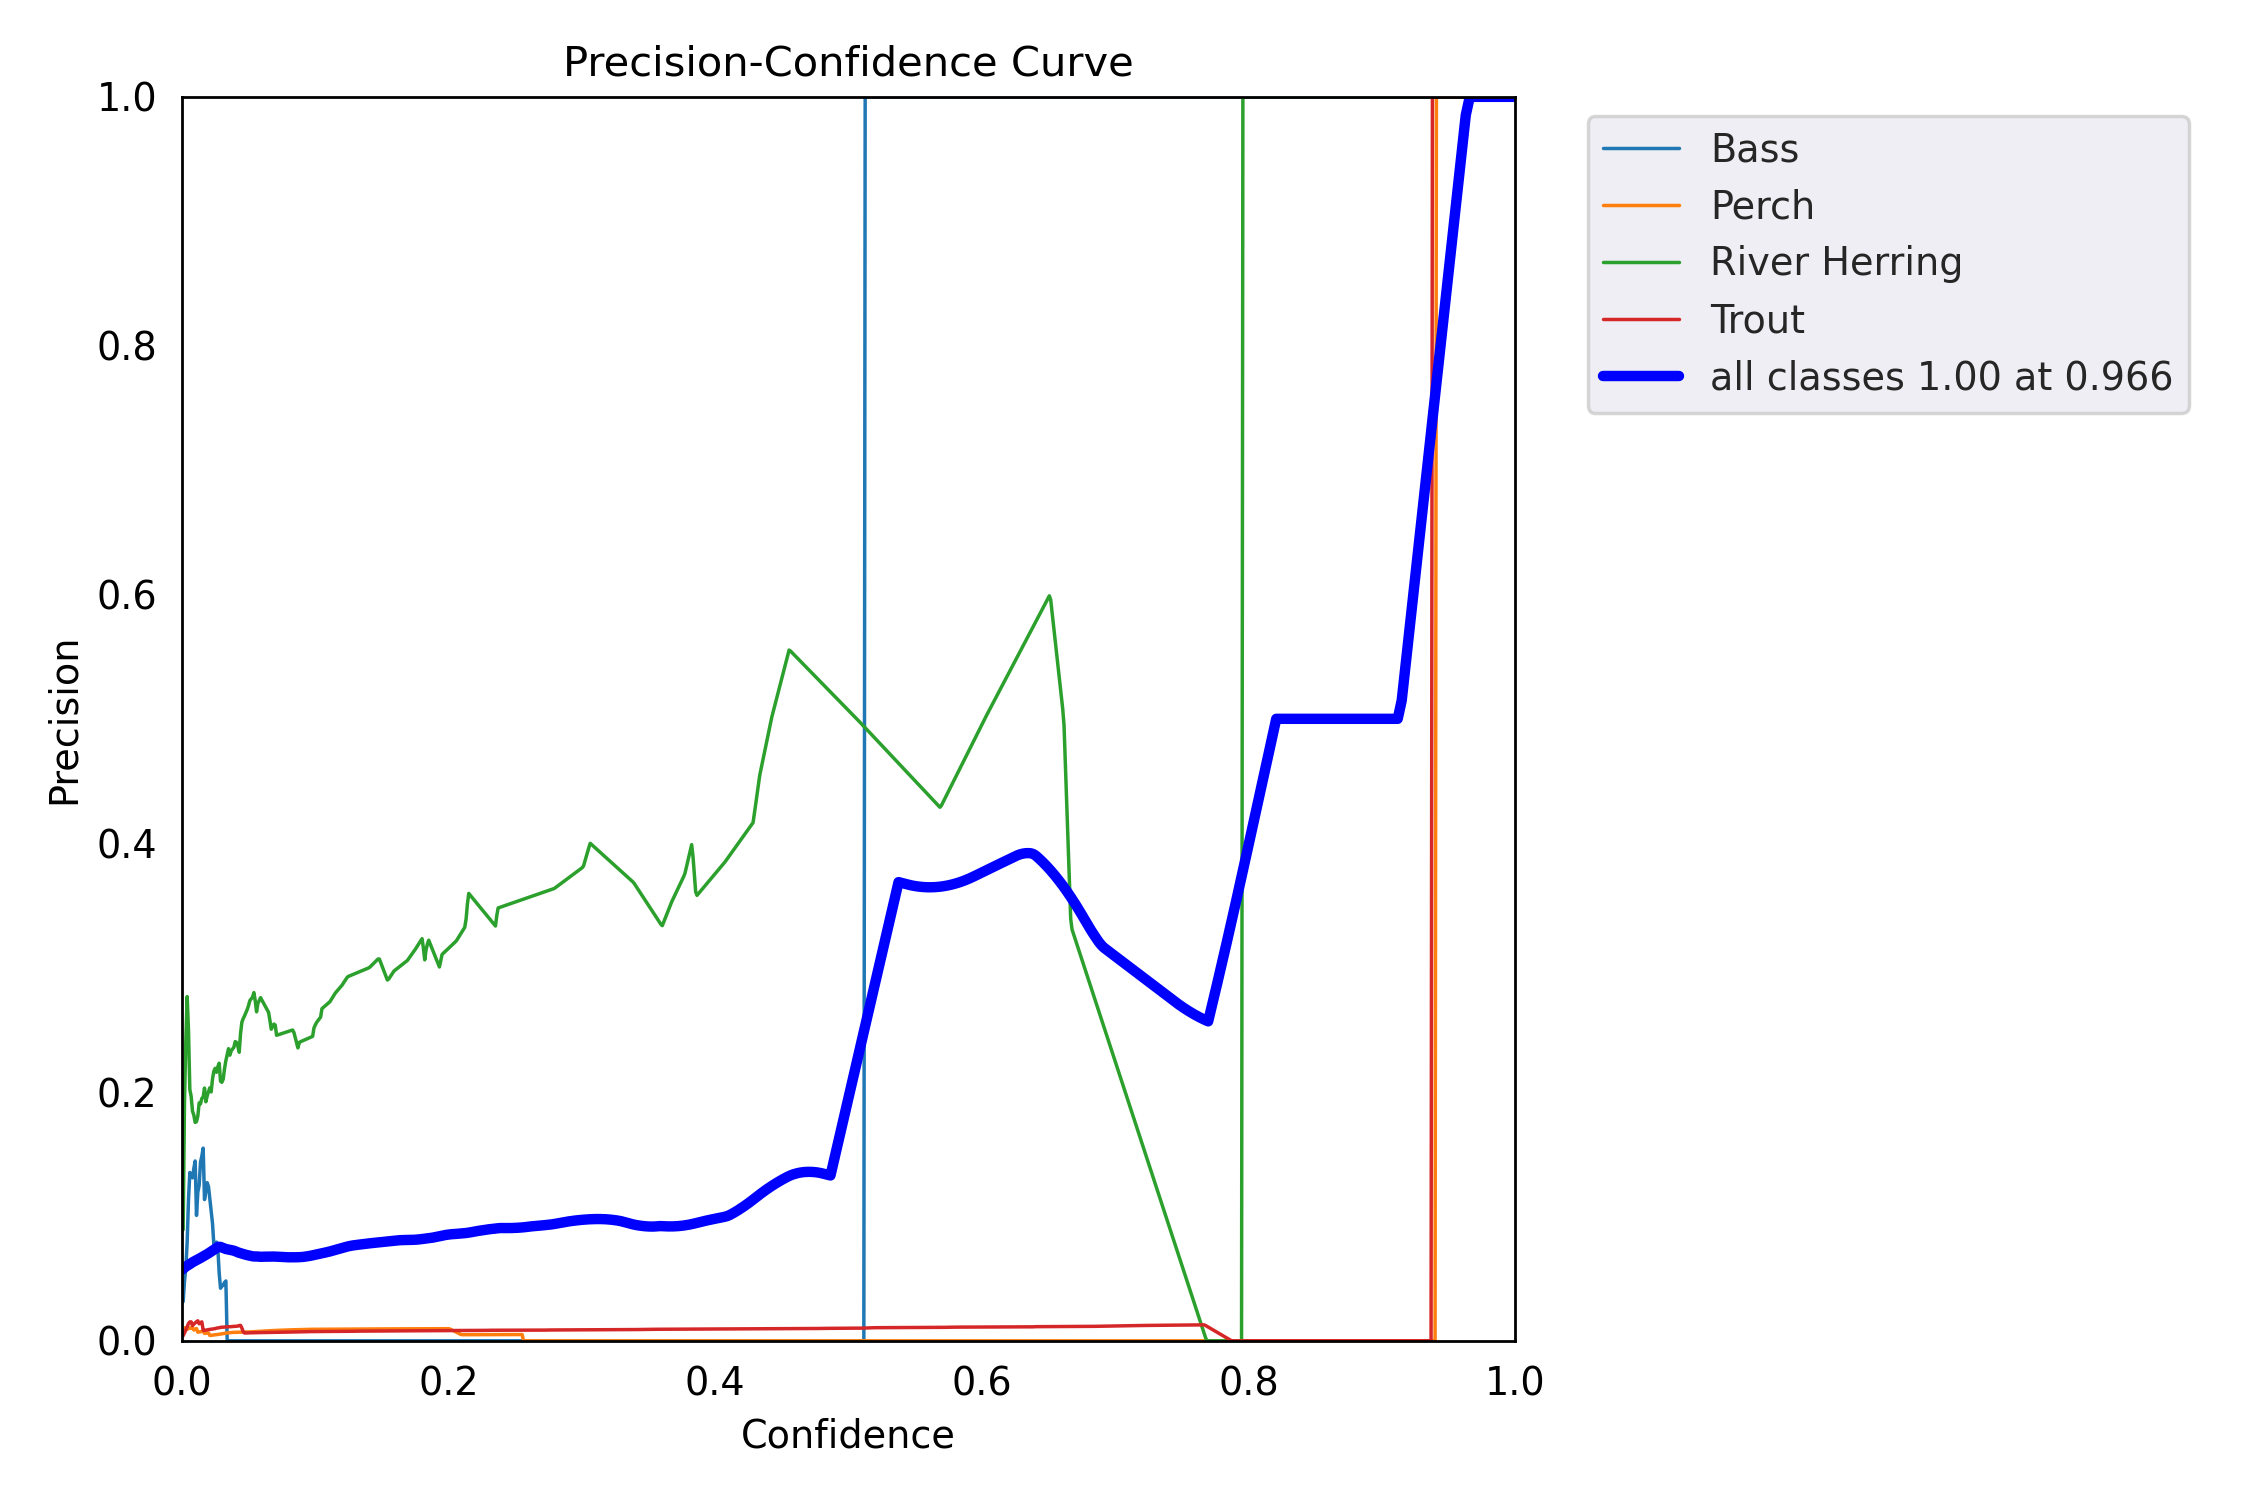 Precision-Confidence Curve
1.0
0.8
0.6
0.4
0.2
0.0
Precision
0.0 0.2 0.4 0.6 0.8 1.0
Confidence
Bass
Perch
River Herring
Trout
all classes 1.00 at 0.966